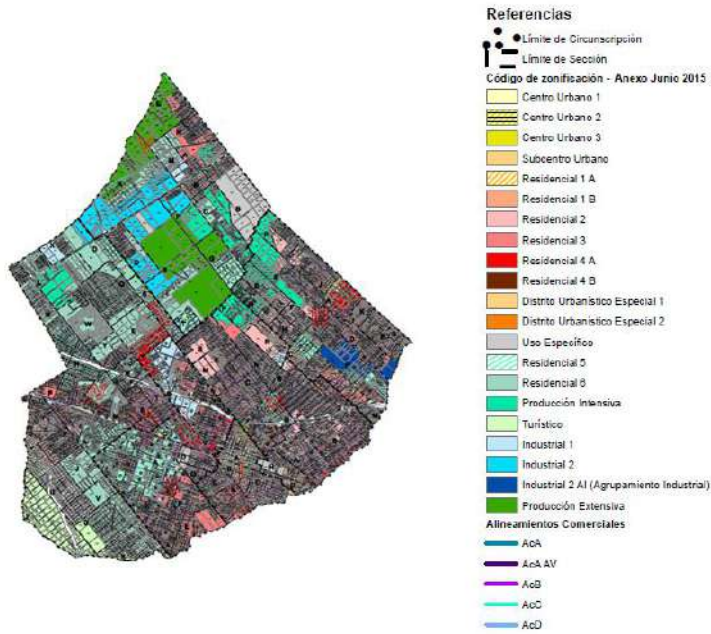 Referencias
Límite de Circunscripción
Límite de Sección
Código de zonificación - Anexo Junio 2015
Centro Urbano 1
Centro Urbano 2
Centro Urbano 3
Subcentro Urbano
Residencial 1 A
Residencial 1 B
Residencial 2
Residencial 3
Residencial 4 A
Residencial 4 B
Distrito Urbanístico Especial 1
Distrito Urbanístico Especial 2
Uso Específico
Residencial 5
Residencial 6
Producción Intensiva
Turístico
Industrial 1
Industrial 2
Industrial 2 AI (Agrupamiento Industrial)
Producción Extensiva
Alineamientos Comerciales
AcA
AcA AV
AcB
AcC
AcD